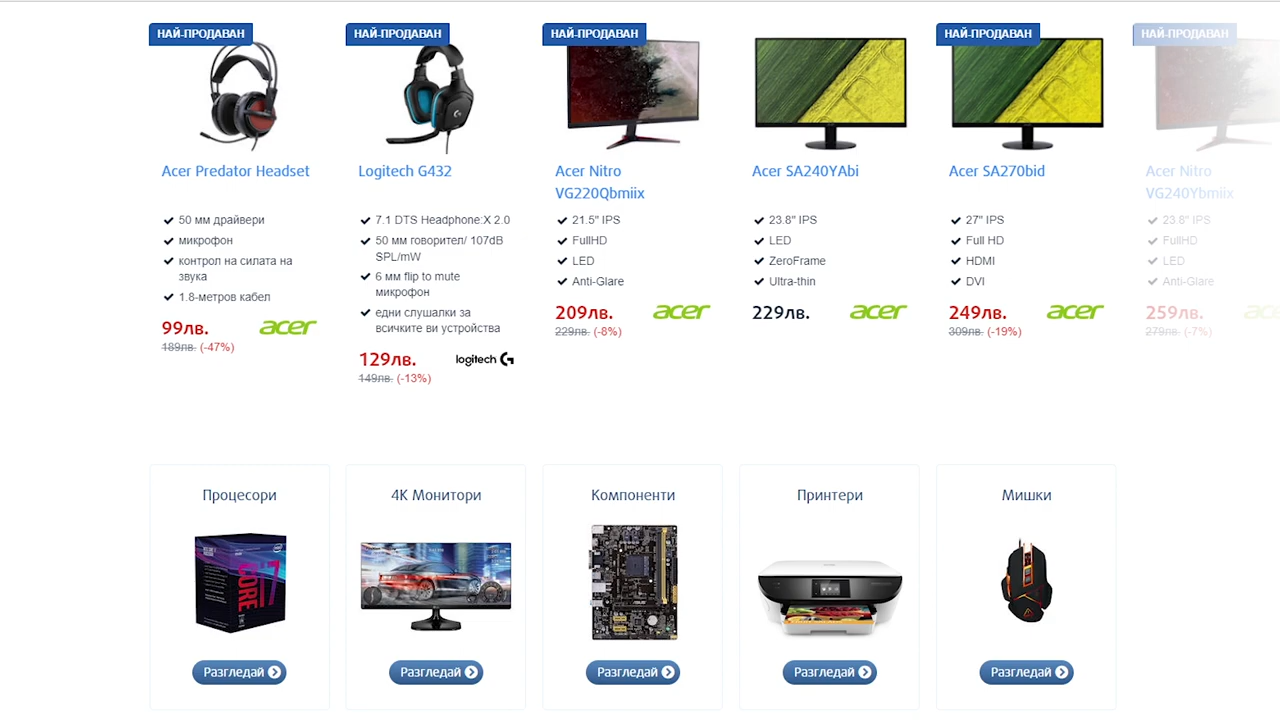 НАЙ-ПРОДАВАН
Acer Predator Headset
50 мм драйвери
микрофон
контрол на силата на
звука
1.8-метров кабел
99лв.
acer
189лв. (-47%)
НАЙ-ПРОДАВАН
Logitech G432
7.1 DTS Headphone:X 2.0
50 мм говорител/ 107dB
SPL/mW
6 мм flip to mute
микрофон
едни слушалки за
всичките ви устройства
129лв.
logitech G
149лв. (-13%)
НАЙ-ПРОДАВАН
Acer Nitro
VG220Qbmiix
21.5" IPS
FullHD
LED
Anti-Glare
209лв.
acer
229лв. (-8%)
Acer SA240YAbi
23.8" IPS
LED
ZeroFrame
Ultra-thin
229лв.
acer
НАЙ-ПРОДАВАН
Acer SA270bid
27" IPS
Full HD
HDMI
DVI
249лв.
acer
309лв. (-19%)
НАЙ-ПРОДАВАН
Acer Nitro
VG240Ybmiix
23.8" IPS
FullHD
LED
Anti-Glare
259лв.
279лв. (-7%)
Процесори
CORE i7
Разгледай
4K Монитори
Разгледай
Компоненти
Разгледай
Принтери
Разгледай
Мишки
Разгледай